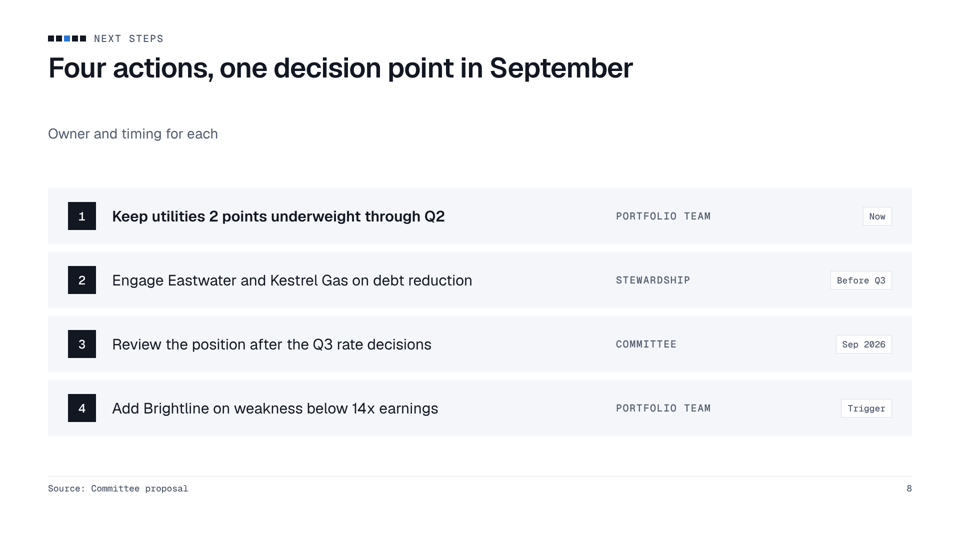 NEXT STEPS
Four actions, one decision point in September
Owner and timing for each
1 Keep utilities 2 points underweight through Q2 PORTFOLIO TEAM Now
2 Engage Eastwater and Kestrel Gas on debt reduction STEWARDSHIP Before Q3
3 Review the position after the Q3 rate decisions COMMITTEE Sep 2026
4 Add Brightline on weakness below 14x earnings PORTFOLIO TEAM Trigger
Source: Committee proposal 8